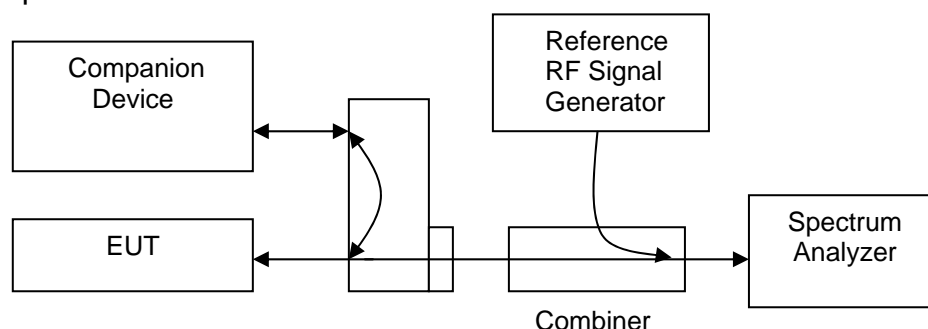 Companion
Device
Reference
RF Signal
Generator
EUT
Spectrum
Analyzer
Combiner